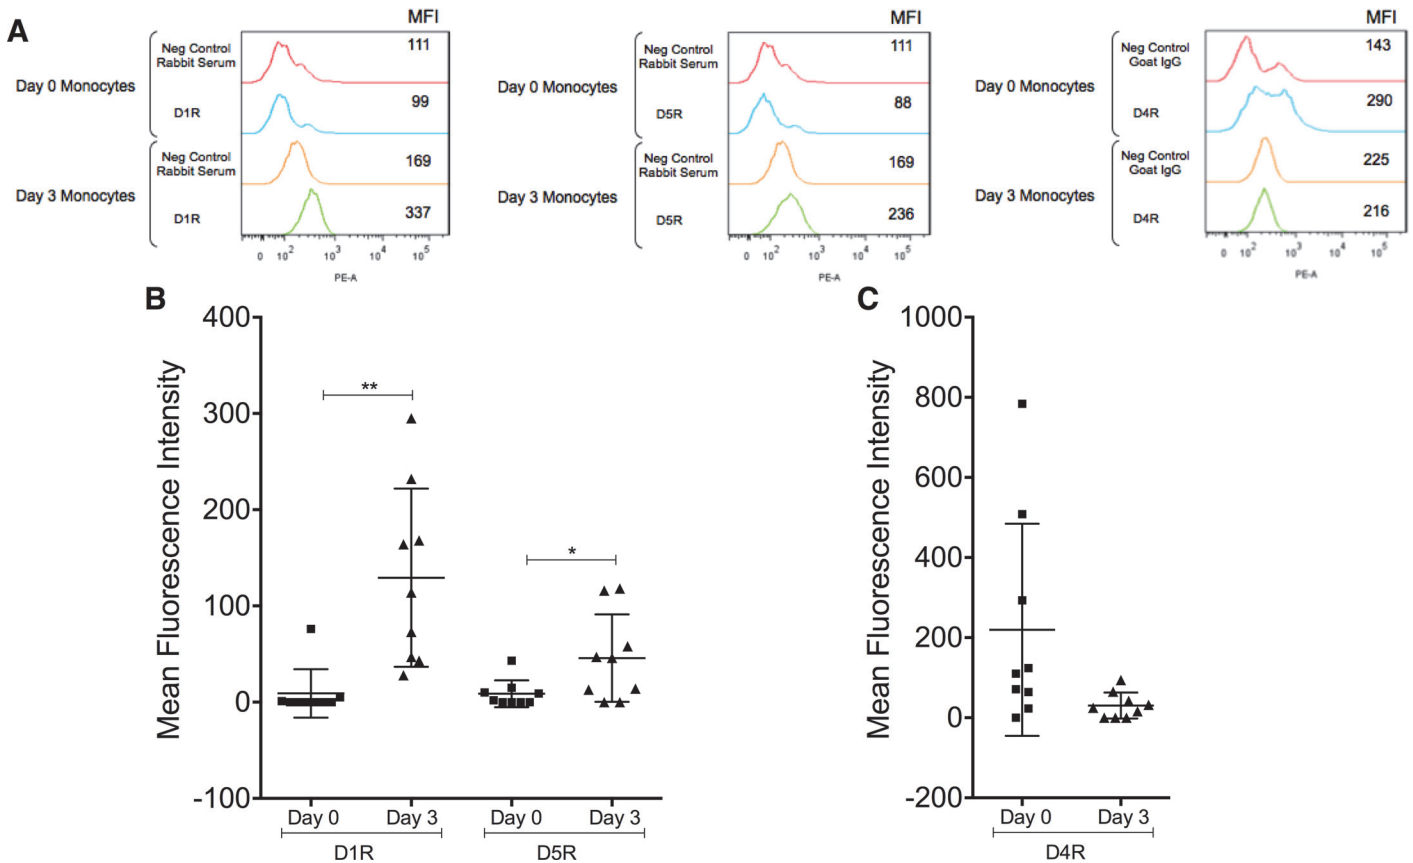 A
MFI
Day 0 Monocytes
Neg Control
Rabbit Serum
111
D1R
99
Day 3 Monocytes
Neg Control
Rabbit Serum
169
D1R
337
0 10² 10³ 10⁴ 10⁵
PE-A
MFI
Day 0 Monocytes
Neg Control
Rabbit Serum
111
D5R
88
Day 3 Monocytes
Neg Control
Rabbit Serum
169
D5R
236
0 10² 10³ 10⁴ 10⁵
PE-A
MFI
Day 0 Monocytes
Neg Control
Goat IgG
143
D4R
290
Day 3 Monocytes
Neg Control
Goat IgG
225
D4R
216
0 10² 10³ 10⁴ 10⁵
PE-A
B
Mean Fluorescence Intensity
400
300
200
100
0
-100
**
*
Day 0 Day 3 Day 0 Day 3
D1R D5R
C
Mean Fluorescence Intensity
1000
800
600
400
200
0
-200
Day 0 Day 3
D4R